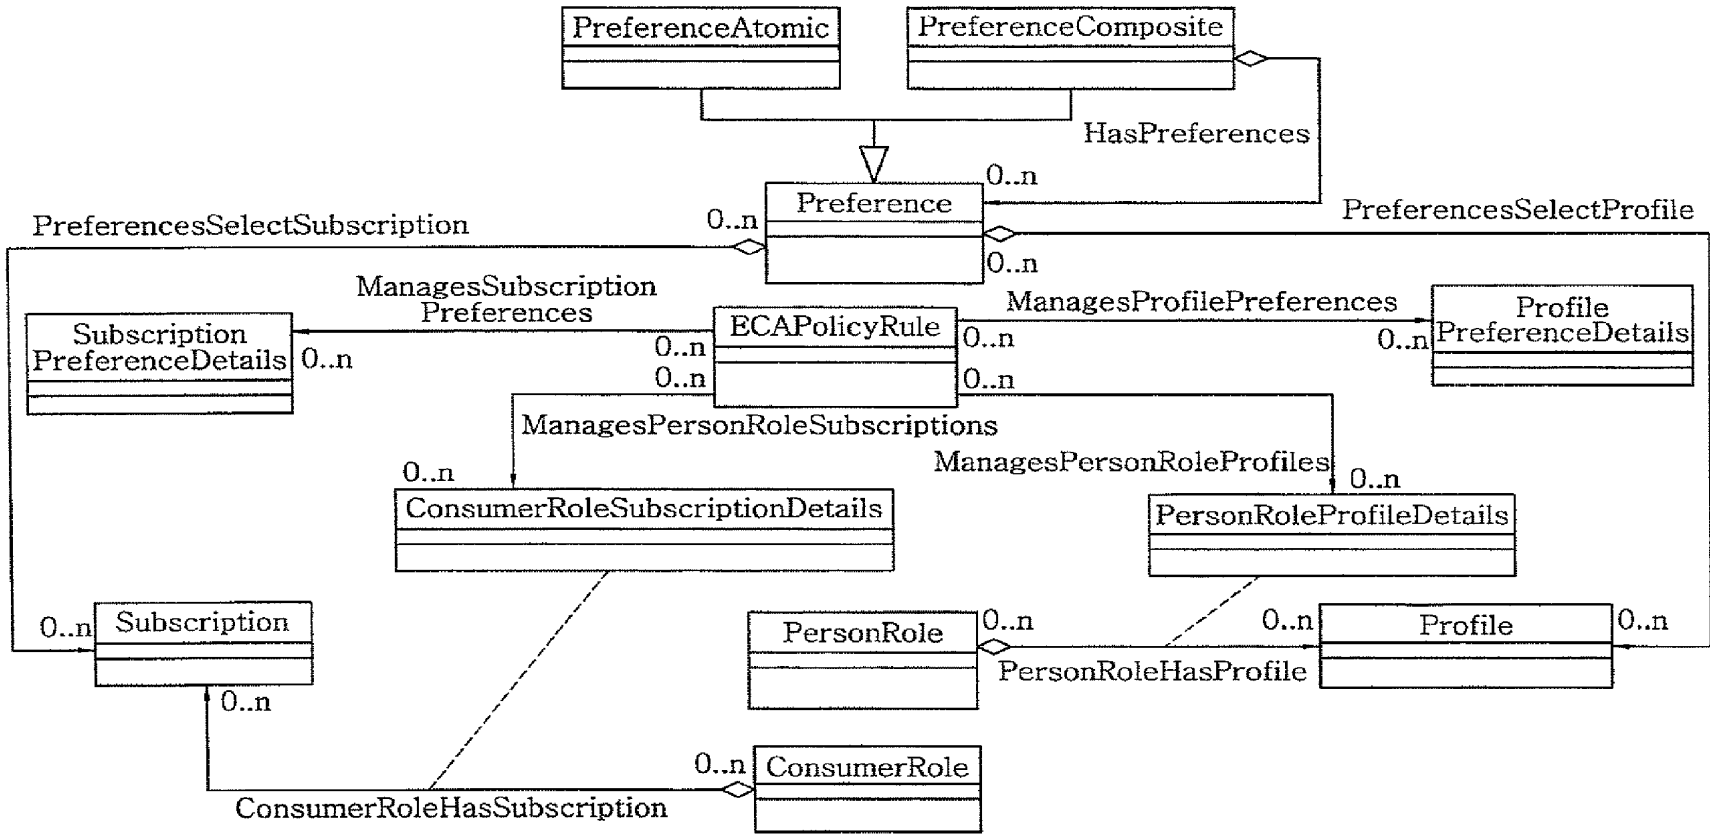 PreferenceAtomic
PreferenceComposite
HasPreferences
0..n
Preference
PreferencesSelectSubscription
0..n
PreferencesSelectProfile
0..n
ManagesSubscription
Preferences
ManagesProfilePreferences
Subscription
PreferenceDetails
0..n
ECAPolicyRule
0..n
0..n
0..n
0..n
0..n
Profile
PreferenceDetails
ManagesPersonRoleSubscriptions
ManagesPersonRoleProfiles
0..n
0..n
ConsumerRoleSubscriptionDetails
PersonRoleProfileDetails
0..n
Subscription
0..n
PersonRole
0..n
PersonRoleHasProfile
0..n
Profile
0..n
0..n
ConsumerRole
ConsumerRoleHasSubscription